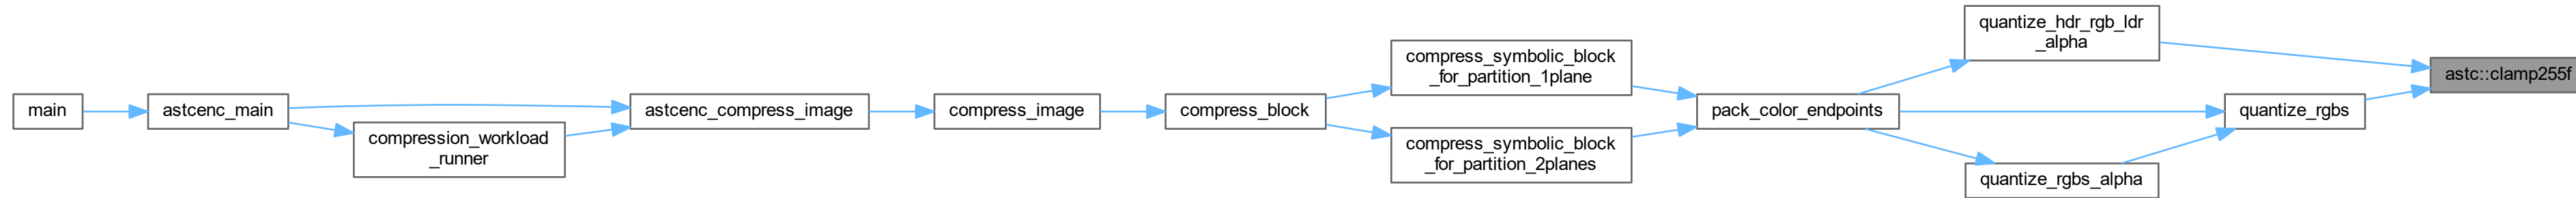 main
astcenc_main
compression_workload
_runner
astcenc_compress_image
compress_image
compress_block
compress_symbolic_block
_for_partition_1plane
compress_symbolic_block
_for_partition_2planes
pack_color_endpoints
quantize_hdr_rgb_ldr
_alpha
quantize_rgbs_alpha
quantize_rgbs
astc::clamp255f